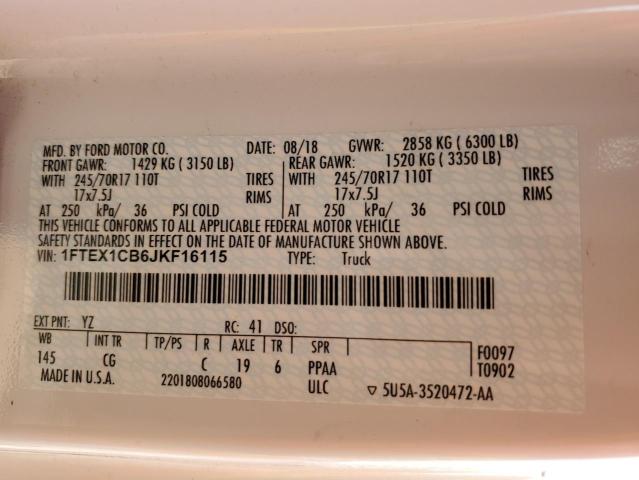 MFD. BY FORD MOTOR CO. DATE: 08/18 GVWR: 2858 KG ( 6300 LB)
FRONT GAWR: 1429 KG ( 3150 LB) REAR GAWR: 1520 KG ( 3350 LB)
WITH 245/70R17 110T TIRES WITH 245/70R17 110T TIRES
17x7.5J RIMS 17x7.5J RIMS
AT 250 kPa/ 36 PSI COLD AT 250 kPa/ 36 PSI COLD
THIS VEHICLE CONFORMS TO ALL APPLICABLE FEDERAL MOTOR VEHICLE
SAFETY STANDARDS IN EFFECT ON THE DATE OF MANUFACTURE SHOWN ABOVE.
VIN: 1FTEX1CB6JKF16115 TYPE: Truck
EXT PNT: YZ RC: 41 DSO:
WB INT TR TP/PS R AXLE TR SPR F0097
145 CG C 19 6 PPAA T0902
MADE IN U.S.A. 2201808066580 ULC ▽ 5U5A-3520472-AA